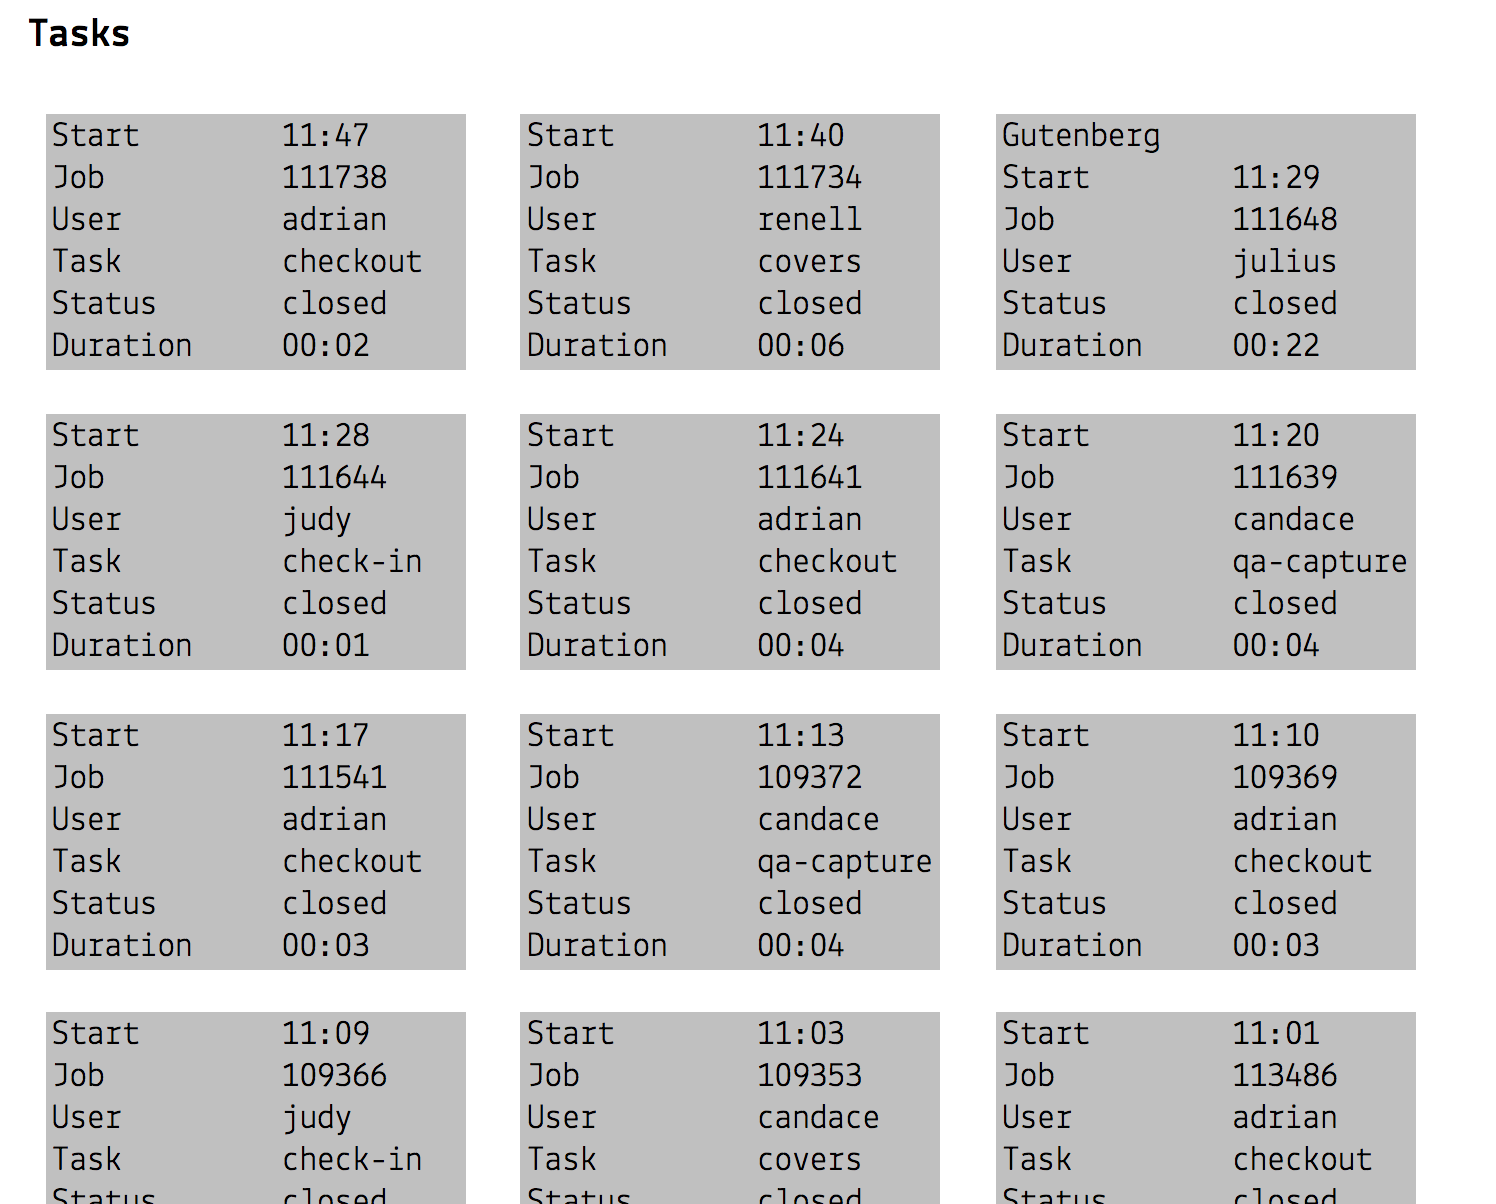 Tasks
Start 11:47
Job 111738
User adrian
Task checkout
Status closed
Duration 00:02
Start 11:40
Job 111734
User renell
Task covers
Status closed
Duration 00:06
Gutenberg
Start 11:29
Job 111648
User julius
Status closed
Duration 00:22
Start 11:28
Job 111644
User judy
Task check-in
Status closed
Duration 00:01
Start 11:24
Job 111641
User adrian
Task checkout
Status closed
Duration 00:04
Start 11:20
Job 111639
User candace
Task qa-capture
Status closed
Duration 00:04
Start 11:17
Job 111541
User adrian
Task checkout
Status closed
Duration 00:03
Start 11:13
Job 109372
User candace
Task qa-capture
Status closed
Duration 00:04
Start 11:10
Job 109369
User adrian
Task checkout
Status closed
Duration 00:03
Start 11:09
Job 109366
User judy
Task check-in
Status closed
Start 11:03
Job 109353
User candace
Task covers
Status closed
Start 11:01
Job 113486
User adrian
Task checkout
Status closed